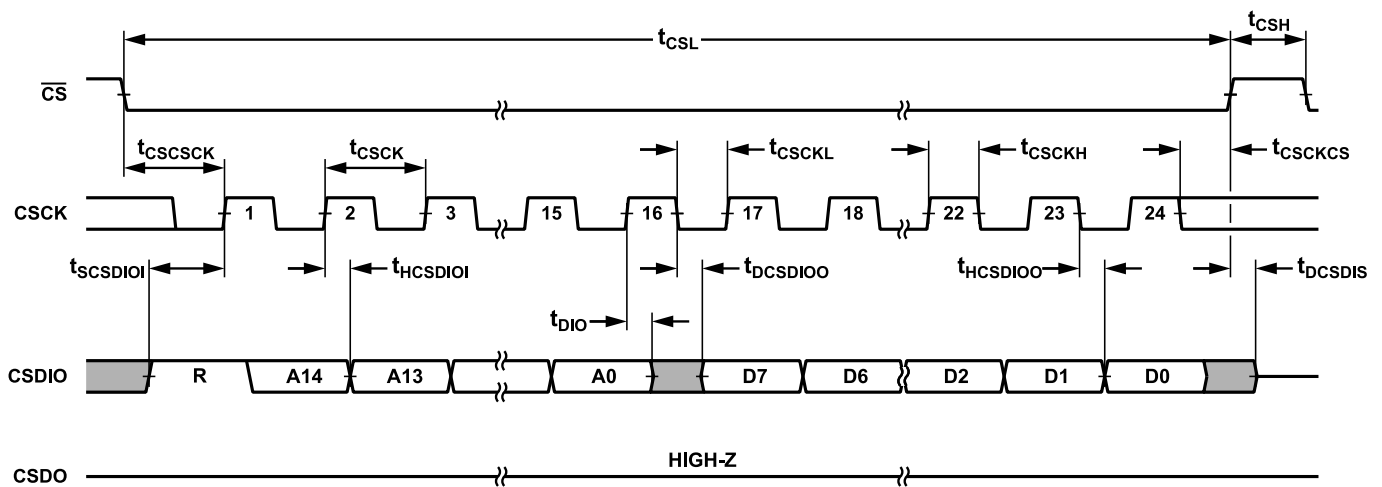 tCSL
tCSH
CS
tCSCSCK
tCSCK
tCSCKL
tCSCKH
tCSCKCS
CSCK
1
2
3
15
16
17
18
22
23
24
tSCSDIOI
tHCSDIOI
tDCSDIOO
tHCSDIOO
tDCSDIS
tDIO
CSDIO
R
A14
A13
A0
D7
D6
D2
D1
D0
HIGH-Z
CSDO